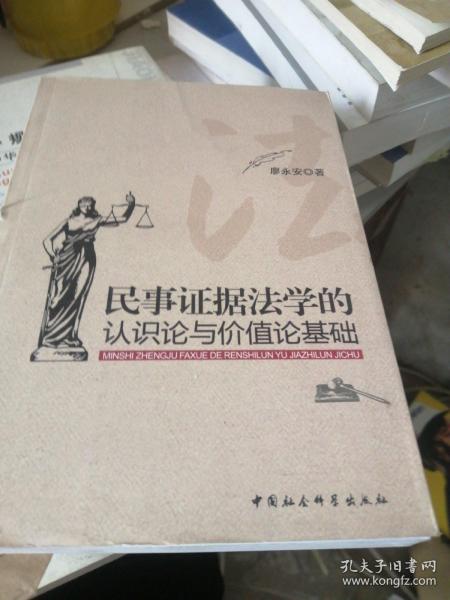 法
廖永安◎著
民事证据法学的
认识论与价值论基础
MINSHI ZHENGJU FAXUE DE RENSHILUN YU JIAZHILUN JICHU
中国社会科学出版社
孔夫子旧书网
www.kongfz.com